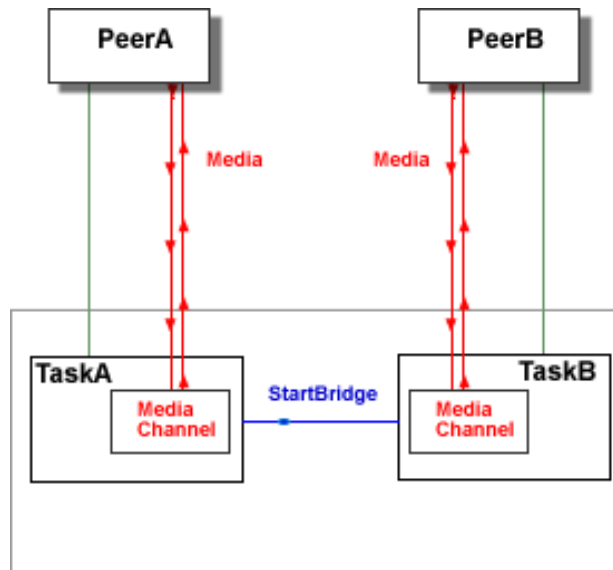 PeerA
PeerB
Media
Media
TaskA
TaskB
StartBridge
Media
Channel
Media
Channel